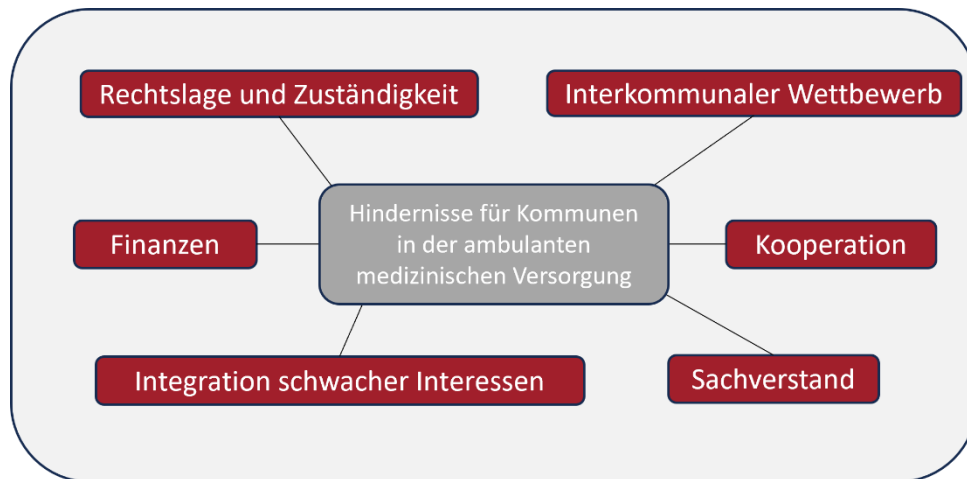 Rechtslage und Zuständigkeit
Interkommunaler Wettbewerb
Hindernisse für Kommunen
in der ambulanten
medizinischen Versorgung
Finanzen
Kooperation
Integration schwacher Interessen
Sachverstand